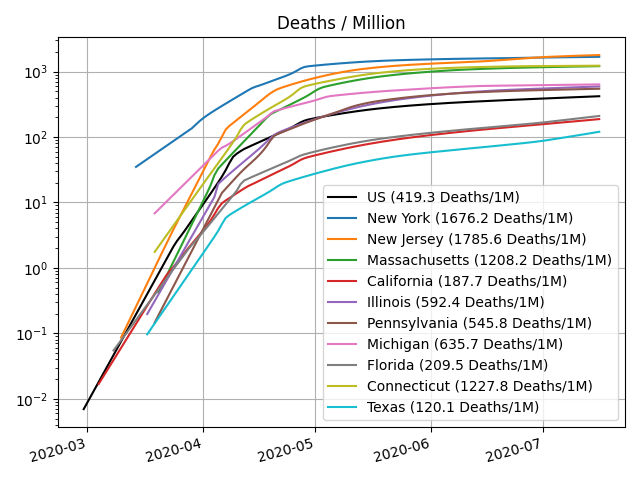 Deaths / Million
10³
10²
10¹
10⁰
10⁻¹
10⁻²
US (419.3 Deaths/1M)
New York (1676.2 Deaths/1M)
New Jersey (1785.6 Deaths/1M)
Massachusetts (1208.2 Deaths/1M)
California (187.7 Deaths/1M)
Illinois (592.4 Deaths/1M)
Pennsylvania (545.8 Deaths/1M)
Michigan (635.7 Deaths/1M)
Florida (209.5 Deaths/1M)
Connecticut (1227.8 Deaths/1M)
Texas (120.1 Deaths/1M)
2020-03 2020-04 2020-05 2020-06 2020-07